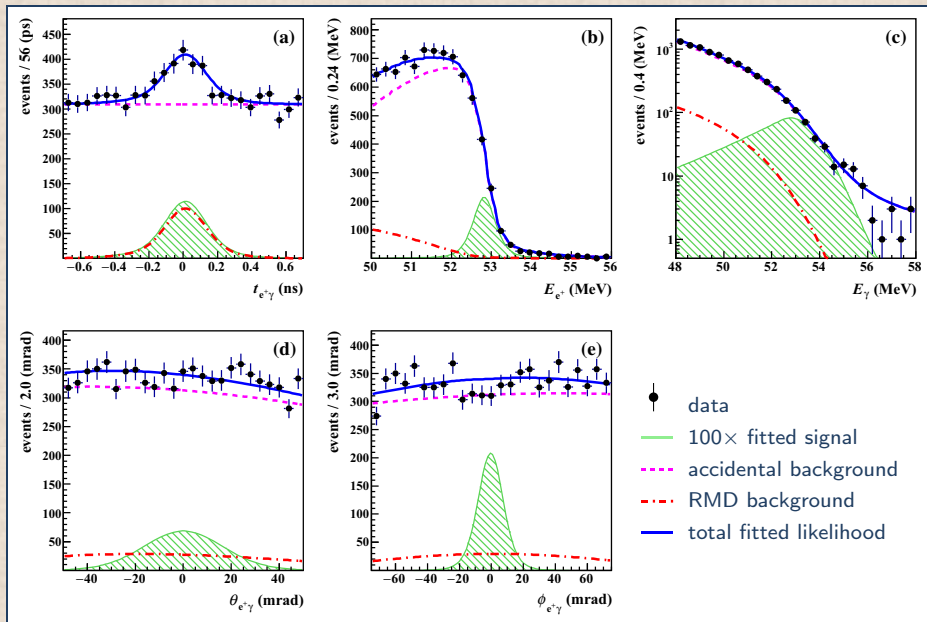 (a)
events / 56 (ps)
450
400
350
300
250
200
150
100
50
−0.6 −0.4 −0.2 0 0.2 0.4 0.6
t e⁺γ (ns)
(b)
events / 0.24 (MeV)
800
700
600
500
400
300
200
100
50 51 52 53 54 55 56
E e⁺ (MeV)
(c)
events / 0.4 (MeV)
10³
10²
10
1
48 50 52 54 56 58
E γ (MeV)
(d)
events / 2.0 (mrad)
400
350
300
250
200
150
100
50
−40 −20 0 20 40
θ e⁺γ (mrad)
(e)
events / 3.0 (mrad)
400
350
300
250
200
150
100
50
−60 −40 −20 0 20 40 60
ϕ e⁺γ (mrad)
data
100× fitted signal
accidental background
RMD background
total fitted likelihood